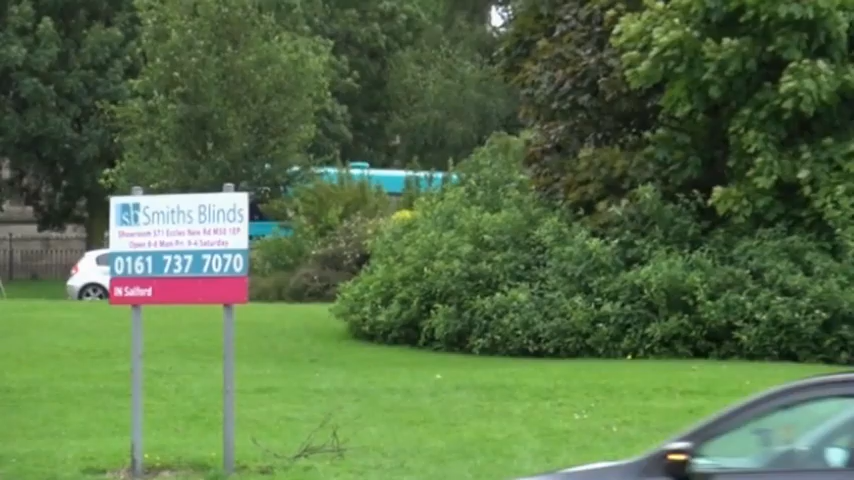 sb Smiths Blinds
Showroom 571 Eccles New Rd M50 1EP
Open 8-6 Mon Fri 9-4 Saturday
0161 737 7070
IN Salford